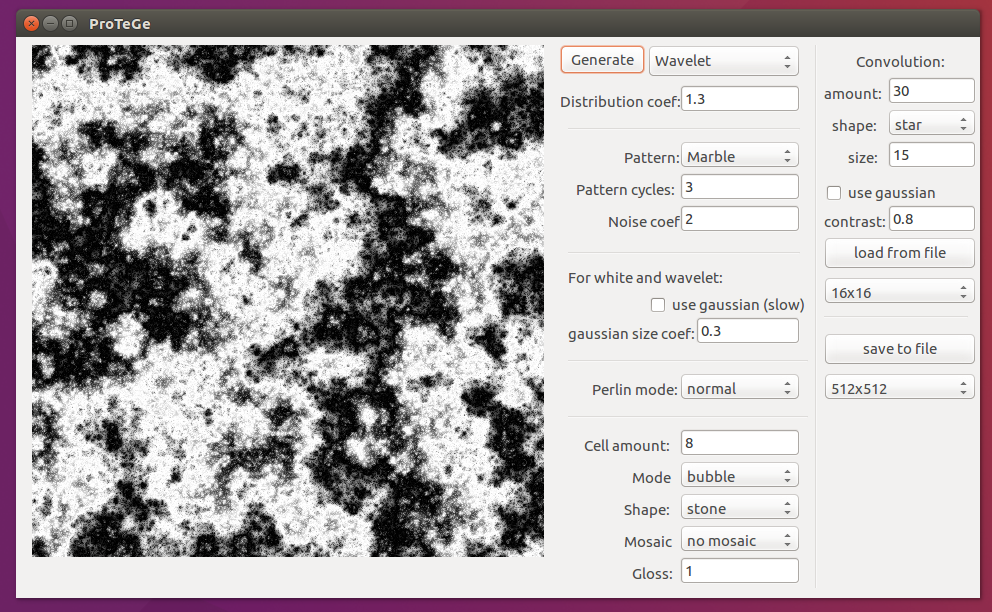 ProTeGe
Generate
Wavelet
Distribution coef:
1.3
Pattern:
Marble
Pattern cycles:
3
Noise coef
2
For white and wavelet:
use gaussian (slow)
gaussian size coef:
0.3
Perlin mode:
normal
Cell amount:
8
Mode
bubble
Shape:
stone
Mosaic
no mosaic
Gloss:
1
Convolution:
amount:
30
shape:
star
size:
15
use gaussian
contrast:
0.8
load from file
16x16
save to file
512x512